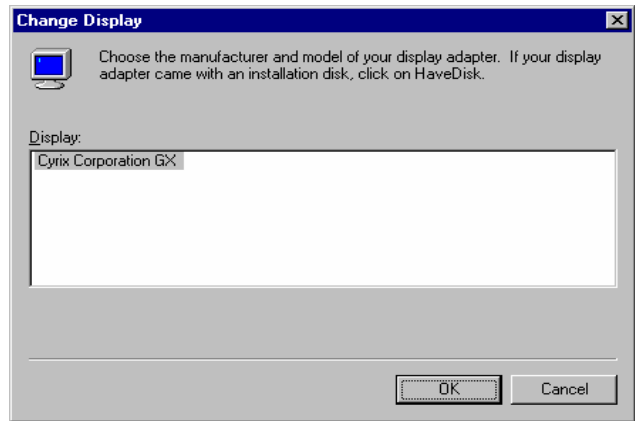 Change Display
Choose the manufacturer and model of your display adapter. If your display
adapter came with an installation disk, click on HaveDisk.
Display:
Cyrix Corporation GX
OK
Cancel